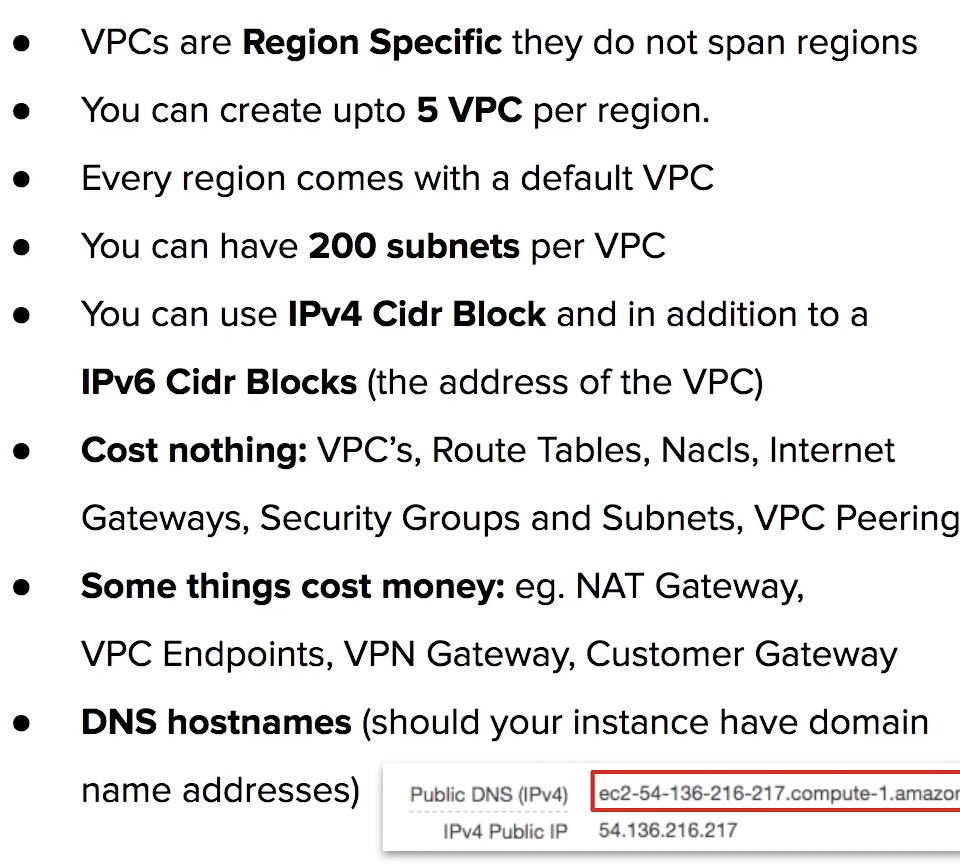 ● VPCs are Region Specific they do not span regions
● You can create upto 5 VPC per region.
● Every region comes with a default VPC
● You can have 200 subnets per VPC
● You can use IPv4 Cidr Block and in addition to a
IPv6 Cidr Blocks (the address of the VPC)
● Cost nothing: VPC’s, Route Tables, Nacls, Internet
Gateways, Security Groups and Subnets, VPC Peering
● Some things cost money: eg. NAT Gateway,
VPC Endpoints, VPN Gateway, Customer Gateway
● DNS hostnames (should your instance have domain
name addresses)
Public DNS (IPv4) ec2-54-136-216-217.compute-1.amazon
IPv4 Public IP 54.136.216.217